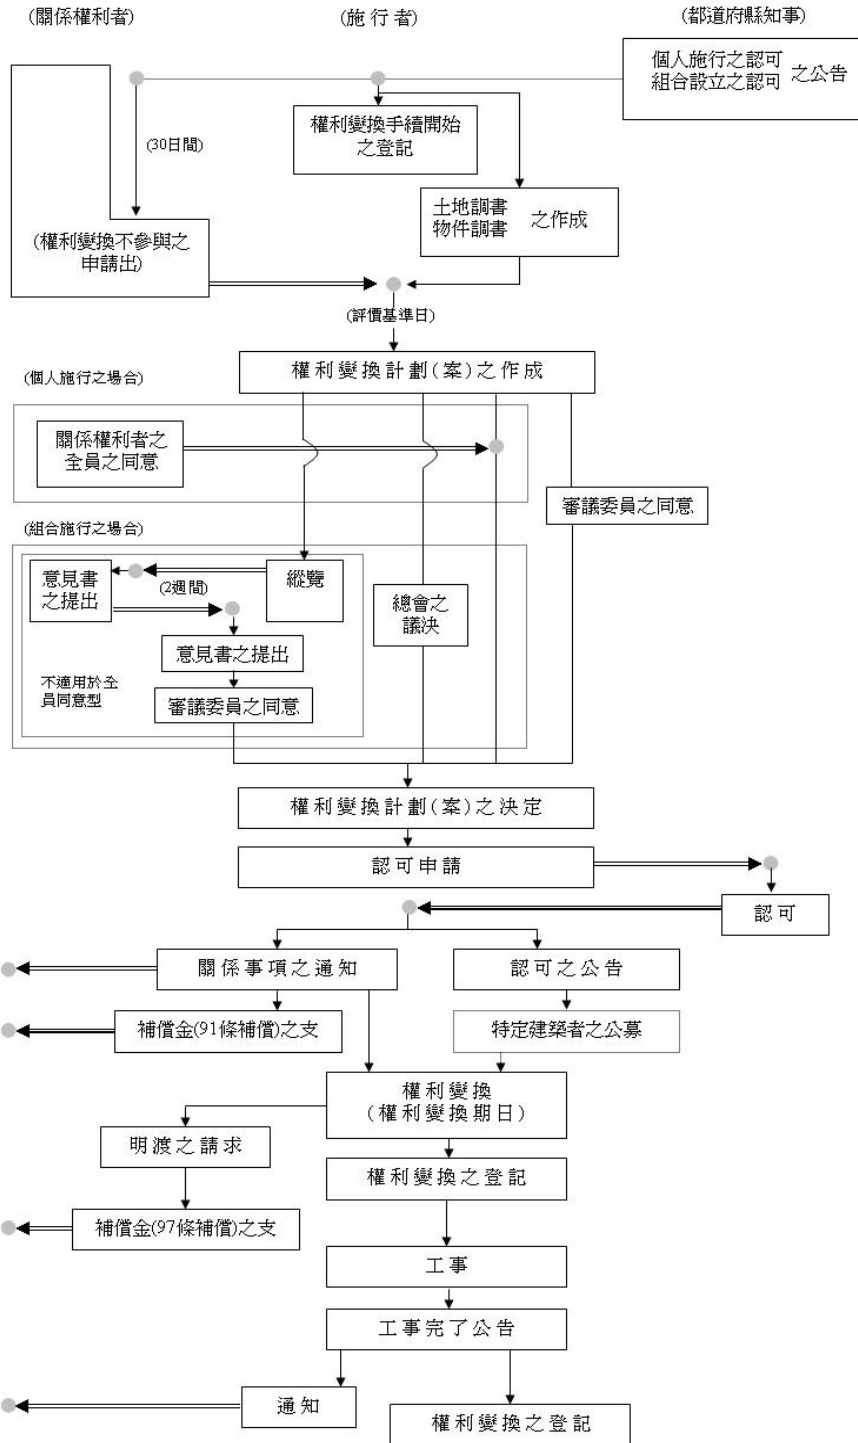 (關係權利者)
(施行者)
(都道府縣知事)
個人施行之認可
組合設立之認可
之公告
(30日間)
權利變換手續開始
之登記
土地調書
物件調書
之作成
(權利變換不參與之
申請出)
(評價基準日)
權利變換計劃(案)之作成
(個人施行之場合)
關係權利者之
全員之同意
審議委員之同意
(組合施行之場合)
意見書
之提出
(2週間)
縱覽
總會之
議決
意見書之提出
不適用於全
員同意型
審議委員之同意
權利變換計劃(案)之決定
認可申請
認可
關係事項之通知
認可之公告
補償金(91條補償)之支
特定建築者之公募
權利變換
(權利變換期日)
明渡之請求
權利變換之登記
補償金(97條補償)之支
工事
工事完了公告
通知
權利變換之登記